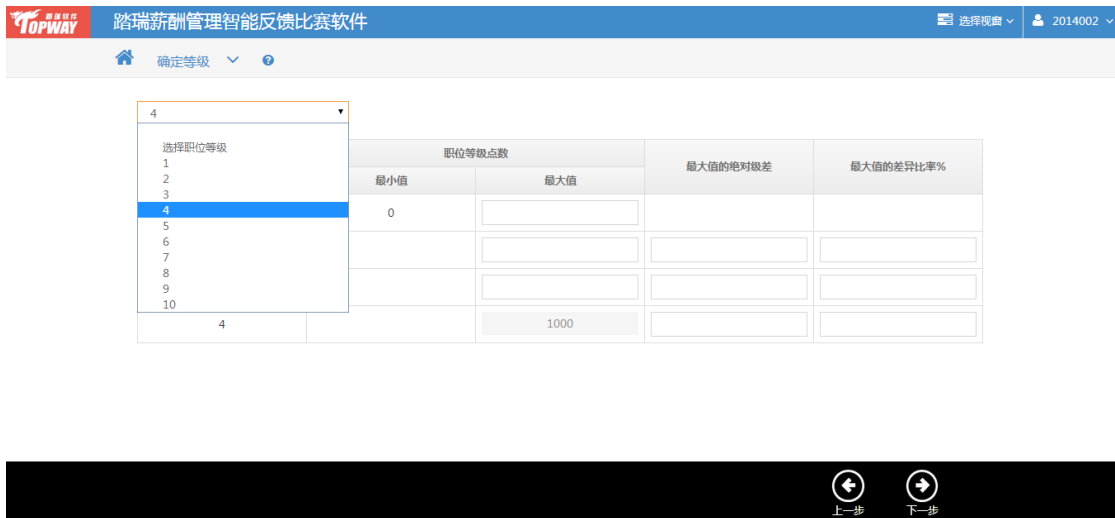 踏瑞软件
TOPWAY
踏瑞薪酬管理智能反馈比赛软件
选择视窗
2014002
确定等级
?
4
选择职位等级
1
2
3
4
5
6
7
8
9
10
职位等级点数
最大值的绝对级差
最大值的差异比率%
最小值
最大值
0
4
1000
上一步
下一步